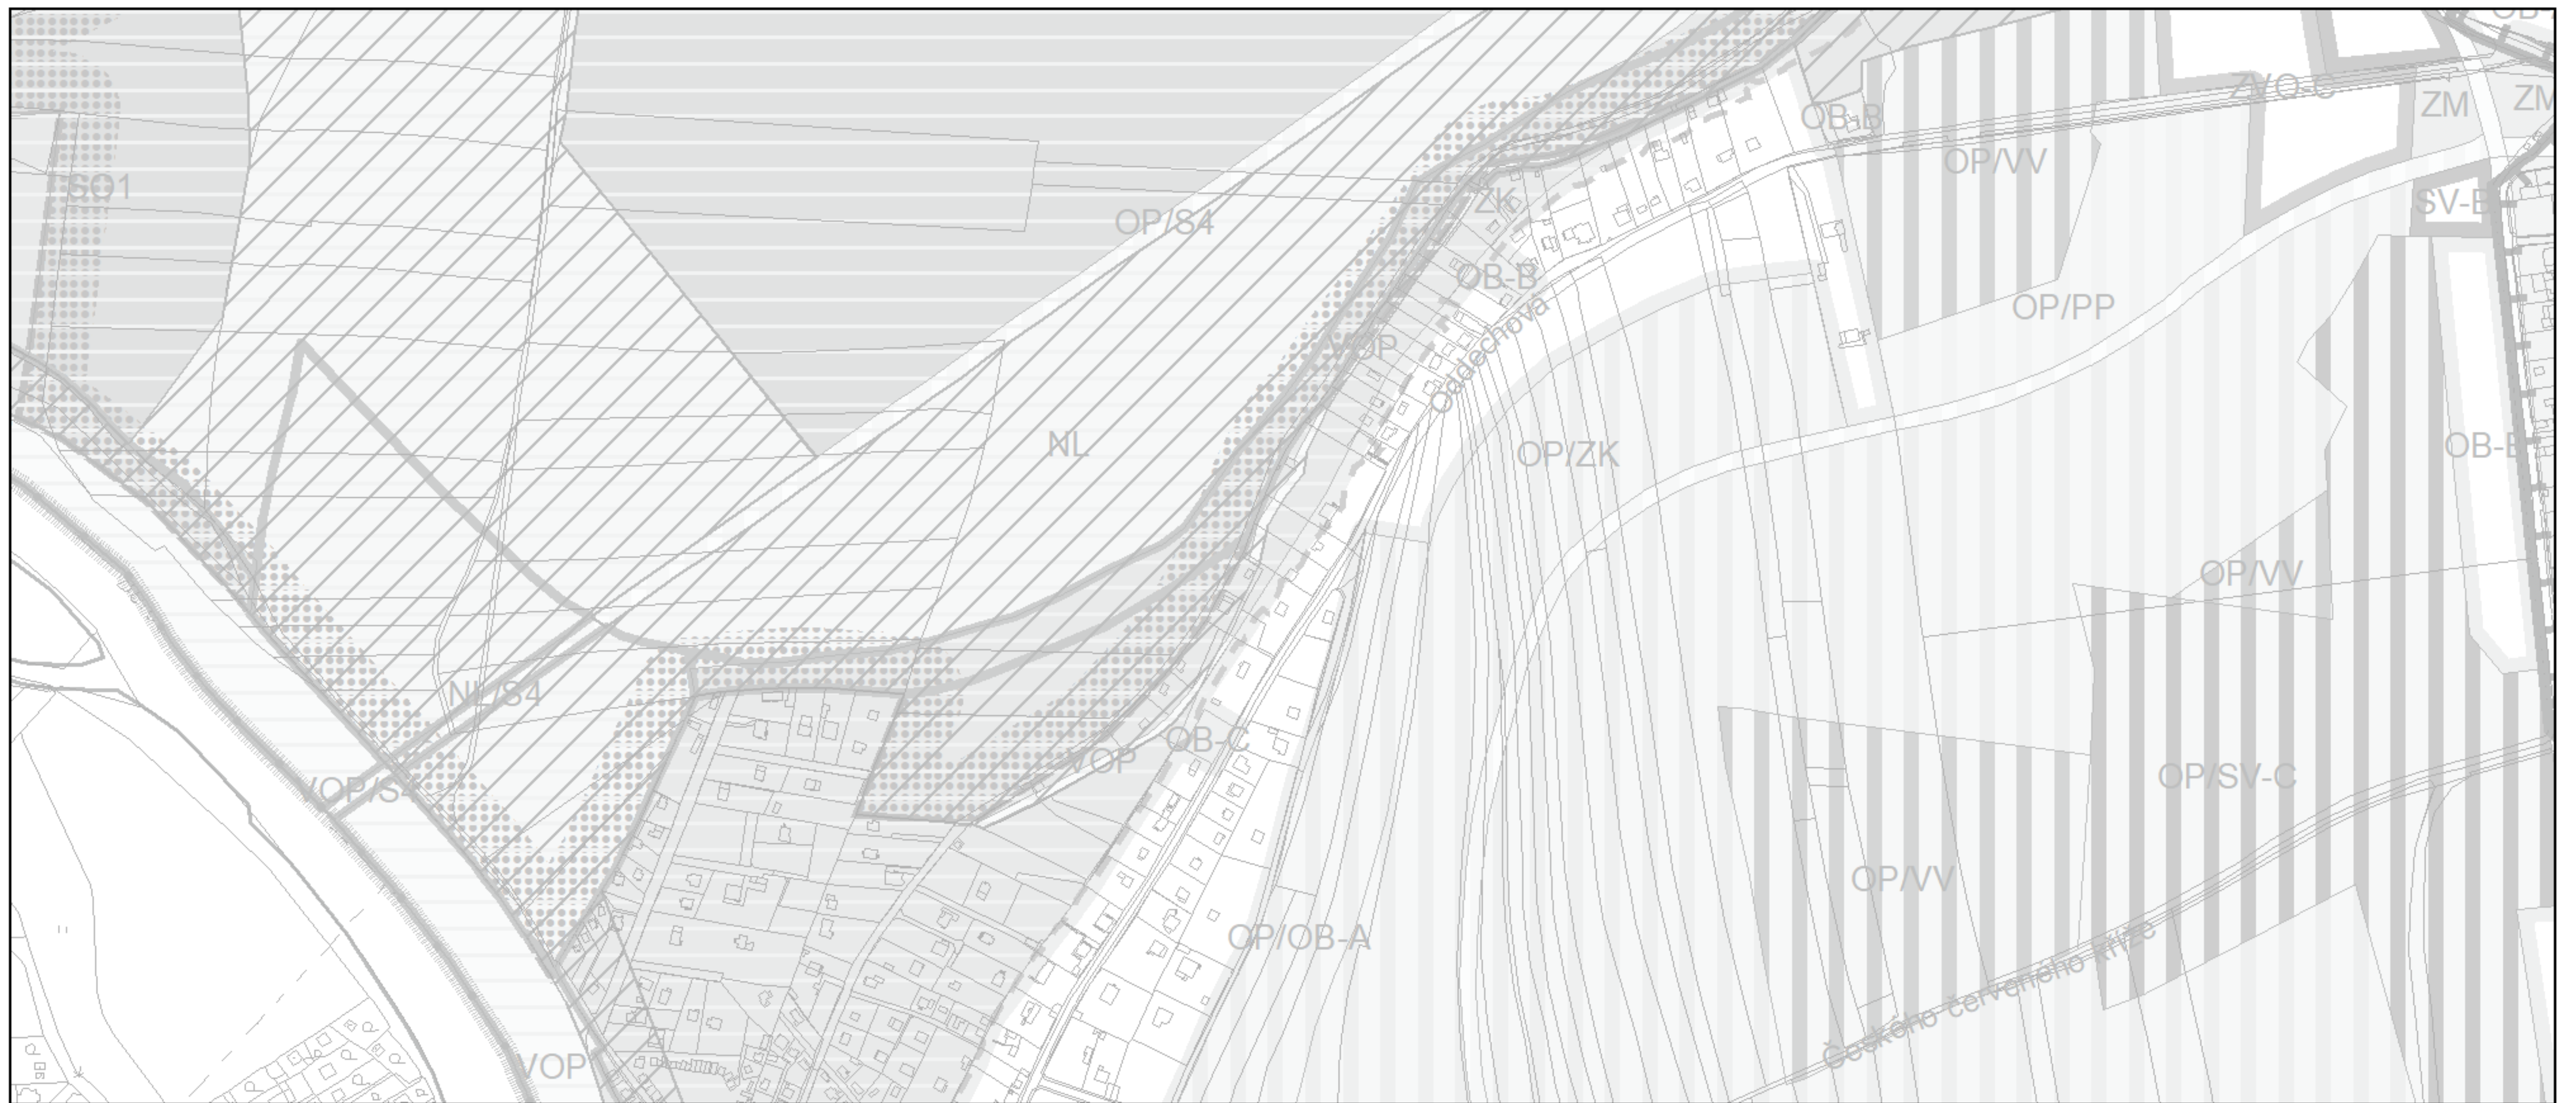 ZVO-C
ZM
ZM
OB-B
OP/VV
SO1
ZK
SV-B
OP/S4
OB-B
OP/PP
VOP
Oddechová
NL
OP/ZK
OB-B
OP/VV
NL/S4
OB-C
VOP
OP/SV-C
VOP/S4
OP/VV
OP/OB-A
Českého červeného kříže
VOP